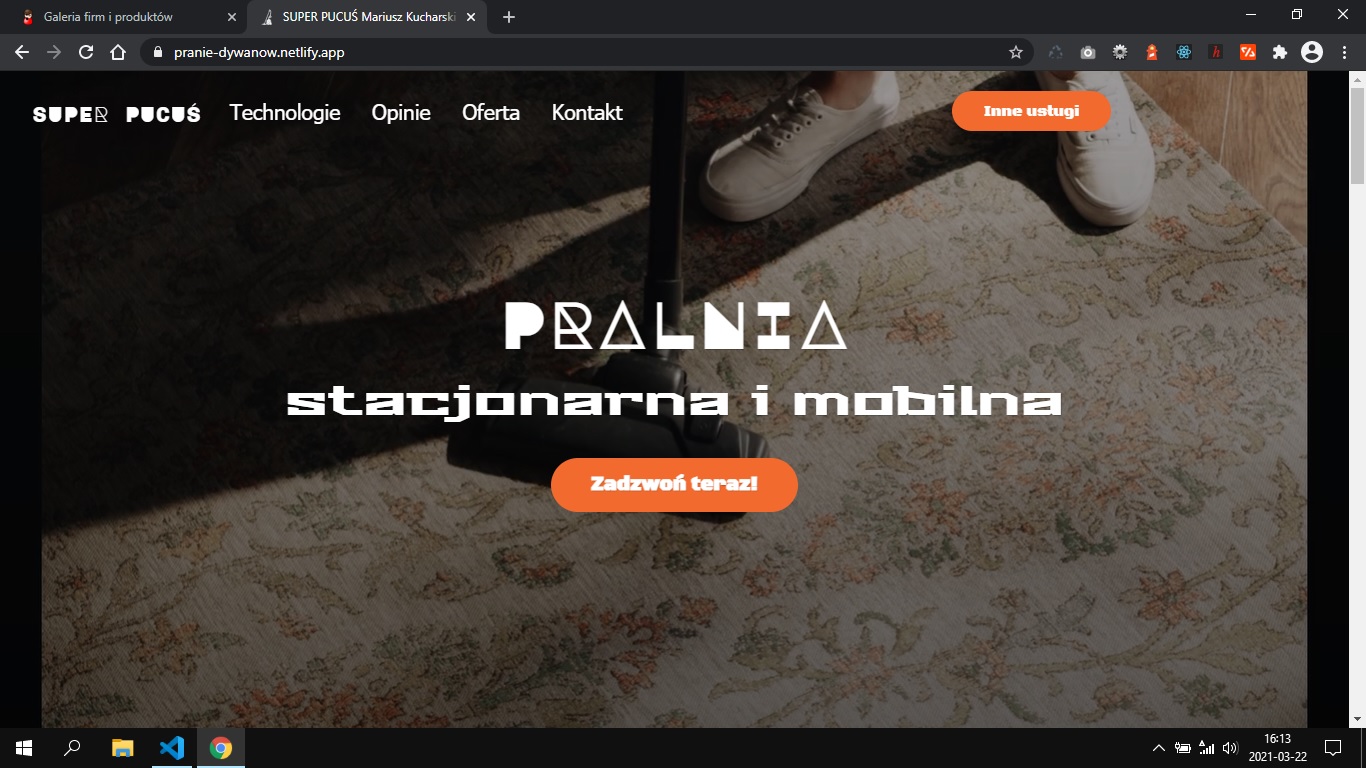 Galeria firm i produktów
SUPER PUCUŚ Mariusz Kucharski
pranie-dywanow.netlify.app
SUPER PUCUŚ Technologie Opinie Oferta Kontakt Inne usługi
PRALNIA
stacjonarna i mobilna
Zadzwoń teraz!
16:13
2021-03-22